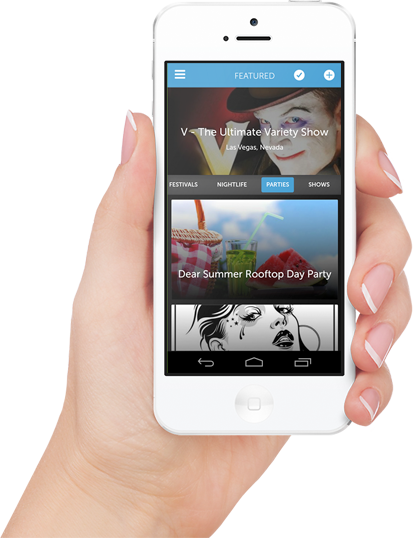 FEATURED
V - The Ultimate Variety Show
Las Vegas, Nevada
FESTIVALS NIGHTLIFE PARTIES SHOWS
Dear Summer Rooftop Day Party